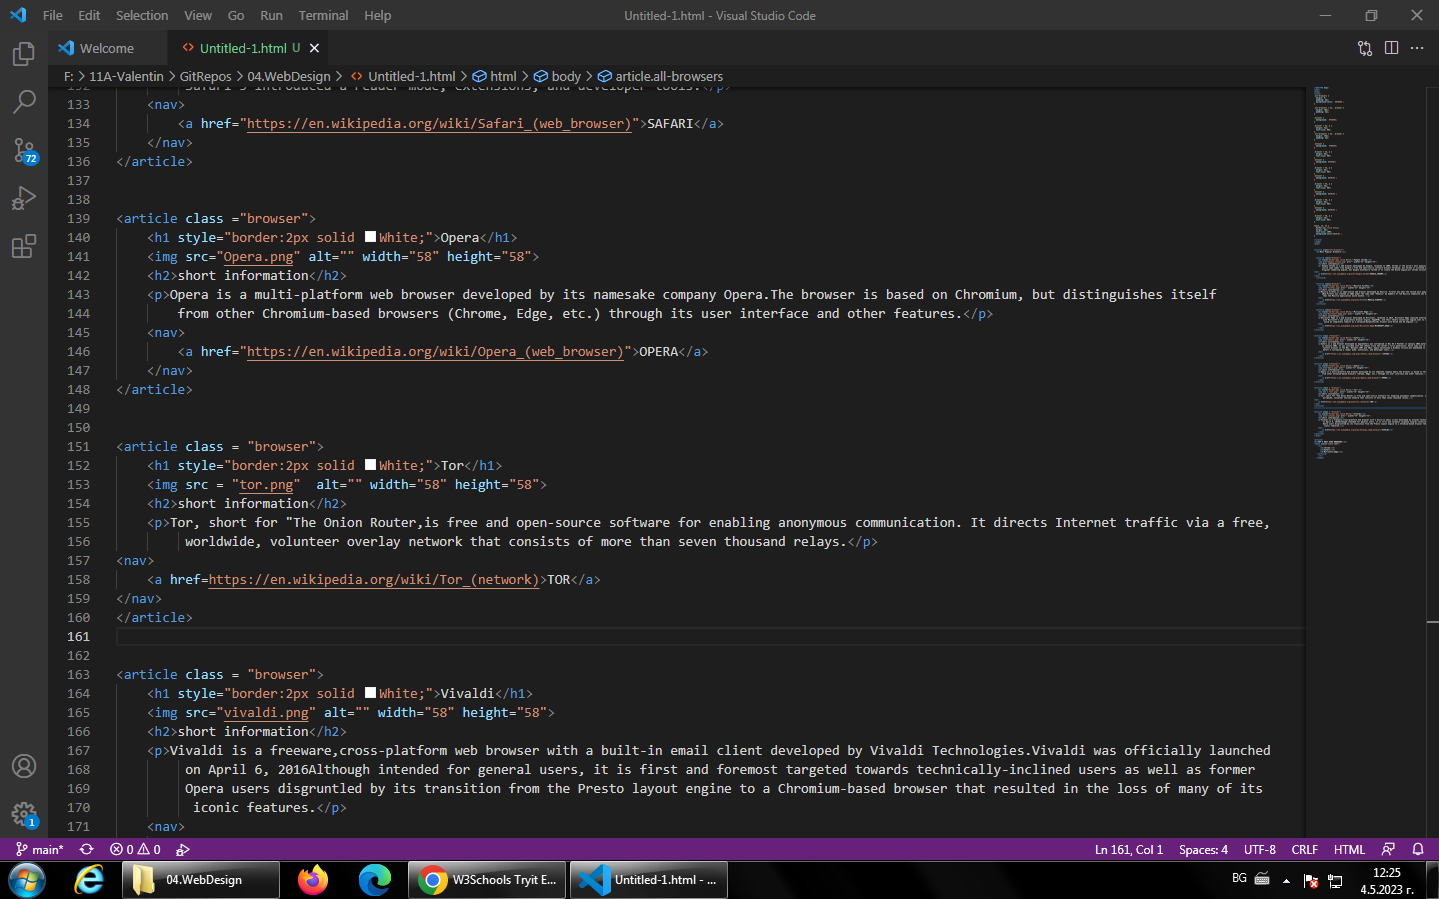 File Edit Selection View Go Run Terminal Help Untitled-1.html - Visual Studio Code
Welcome Untitled-1.html U
F: > 11A-Valentin > GitRepos > 04.WebDesign > Untitled-1.html > html > body > article.all-browsers
132 Safari 5 introduced a reader mode, extensions, and developer tools.</p>
133 <nav>
134 <a href="https://en.wikipedia.org/wiki/Safari_(web_browser)">SAFARI</a>
135 </nav>
136 </article>
137
138
139 <article class ="browser">
140 <h1 style="border:2px solid White;">Opera</h1>
141 <img src="Opera.png" alt="" width="58" height="58">
142 <h2>short information</h2>
143 <p>Opera is a multi-platform web browser developed by its namesake company Opera.The browser is based on Chromium, but distinguishes itself
144 from other Chromium-based browsers (Chrome, Edge, etc.) through its user interface and other features.</p>
145 <nav>
146 <a href="https://en.wikipedia.org/wiki/Opera_(web_browser)">OPERA</a>
147 </nav>
148 </article>
149
150
151 <article class = "browser">
152 <h1 style="border:2px solid White;">Tor</h1>
153 <img src = "tor.png"  alt="" width="58" height="58">
154 <h2>short information</h2>
155 <p>Tor, short for "The Onion Router,is free and open-source software for enabling anonymous communication. It directs Internet traffic via a free,
156 worldwide, volunteer overlay network that consists of more than seven thousand relays.</p>
157 <nav>
158 <a href=https://en.wikipedia.org/wiki/Tor_(network)>TOR</a>
159 </nav>
160 </article>
161
162
163 <article class = "browser">
164 <h1 style="border:2px solid White;">Vivaldi</h1>
165 <img src="vivaldi.png" alt="" width="58" height="58">
166 <h2>short information</h2>
167 <p>Vivaldi is a freeware,cross-platform web browser with a built-in email client developed by Vivaldi Technologies.Vivaldi was officially launched
168 on April 6, 2016Although intended for general users, it is first and foremost targeted towards technically-inclined users as well as former
169 Opera users disgruntled by its transition from the Presto layout engine to a Chromium-based browser that resulted in the loss of many of its
170 iconic features.</p>
171 <nav>
72
1
main* 0 0 Ln 161, Col 1 Spaces: 4 UTF-8 CRLF HTML
04.WebDesign W3Schools Tryit E... Untitled-1.html - ... BG 12:25
4.5.2023 г.